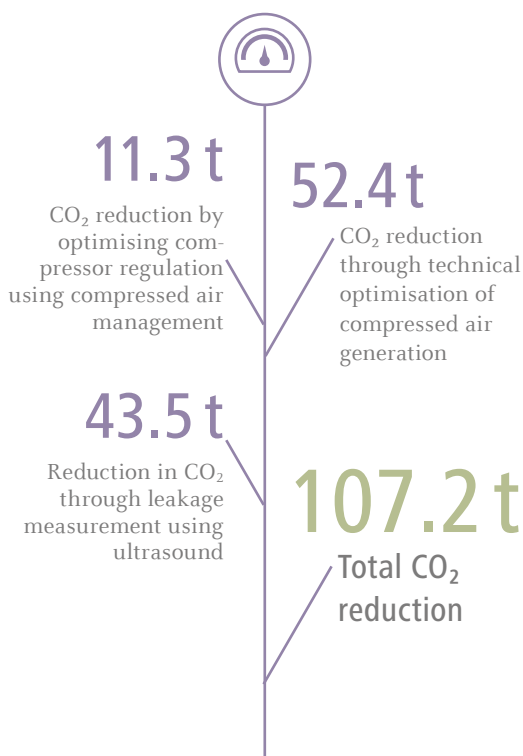 11.3 t
CO₂ reduction by
optimising com-
pressor regulation
using compressed air
management
52.4 t
CO₂ reduction
through technical
optimisation of
compressed air
generation
43.5 t
Reduction in CO₂
through leakage
measurement using
ultrasound
107.2 t
Total CO₂
reduction